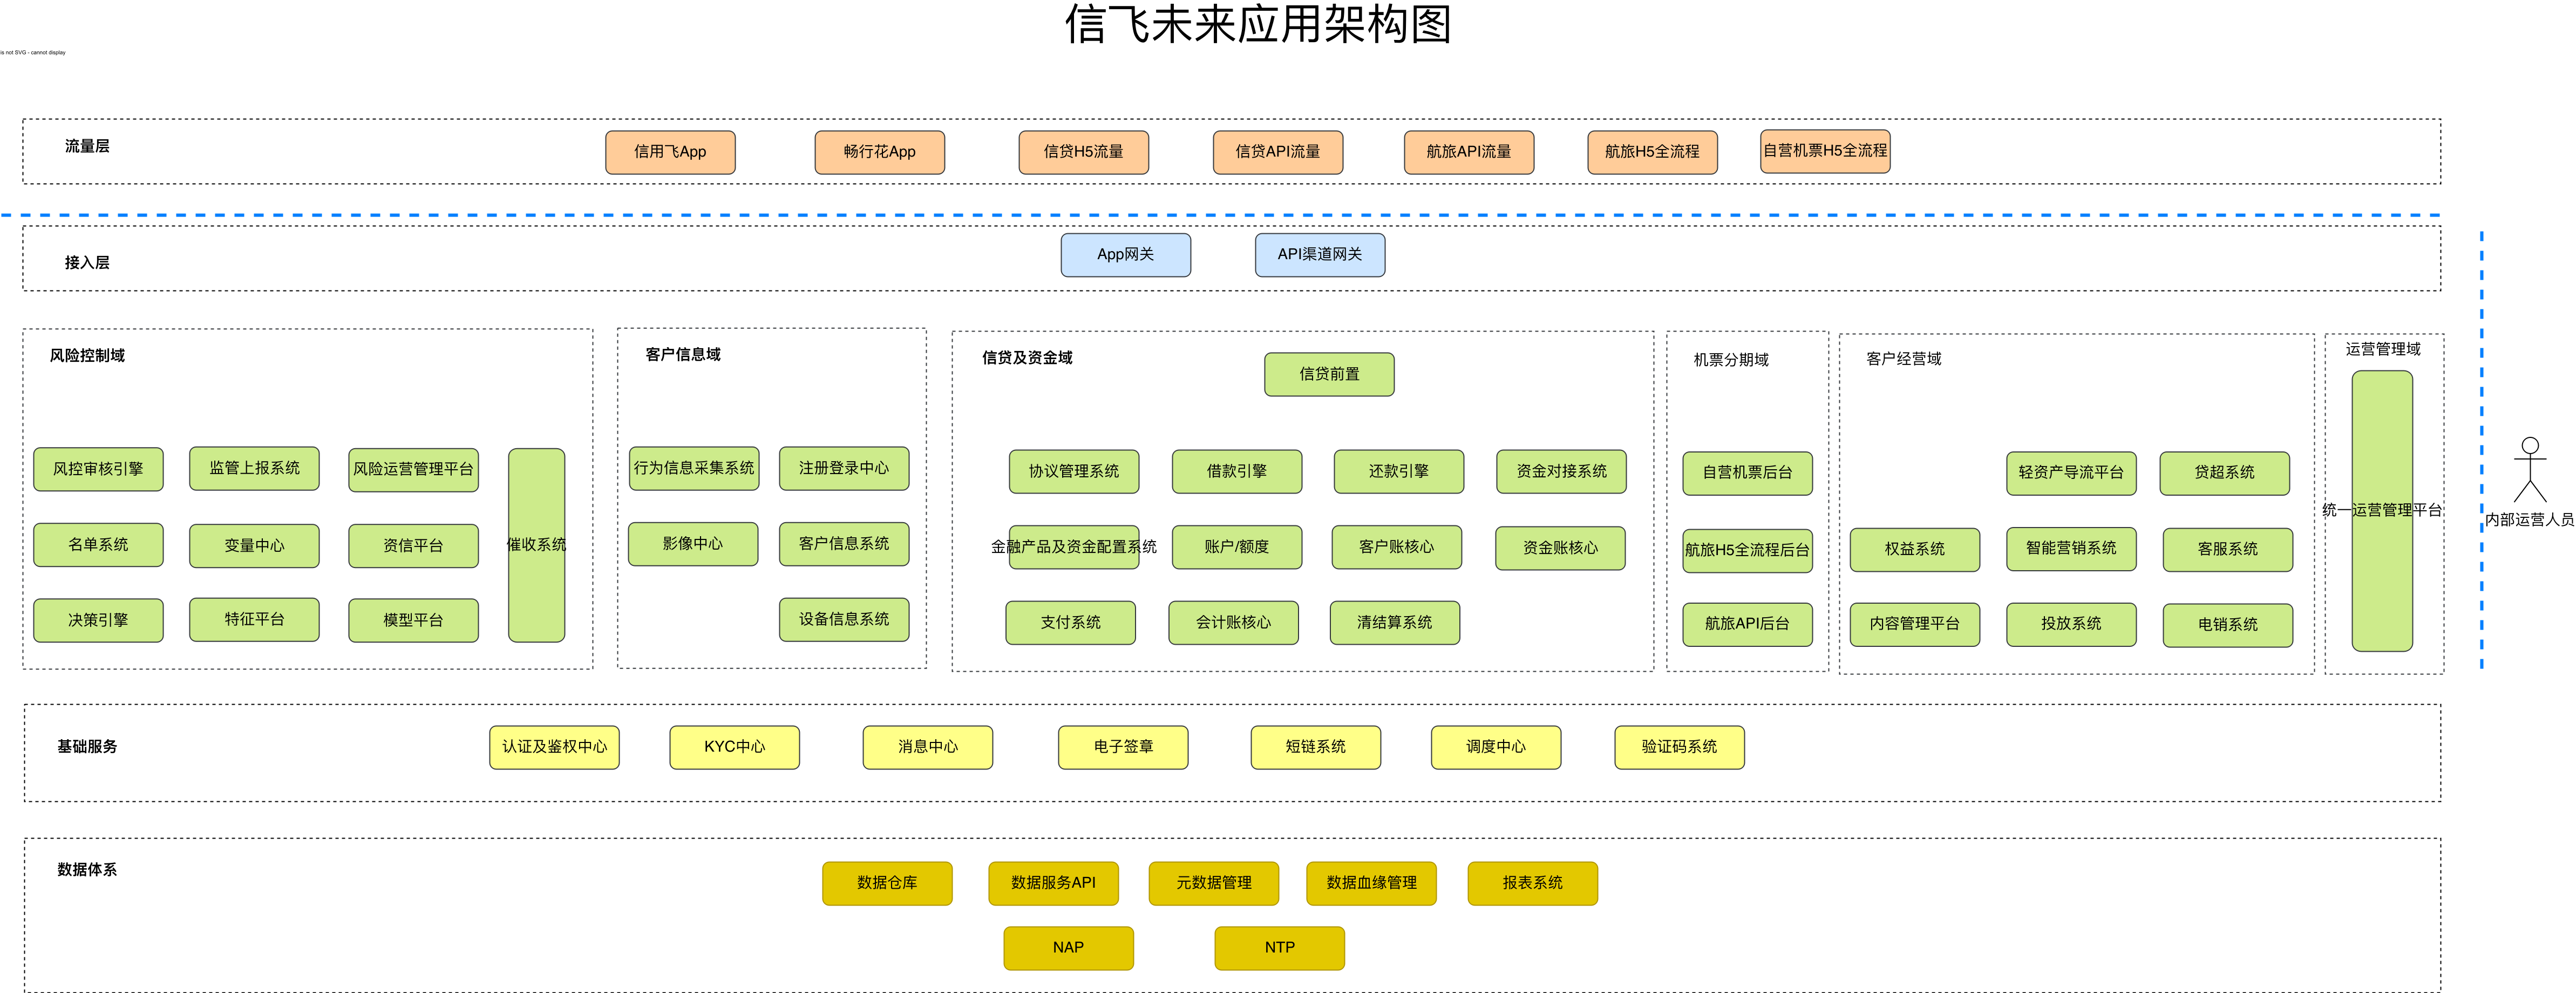 信飞未来应用架构图
is not SVG - cannot display
流量层
信用飞App
畅行花App
信贷H5流量
信贷API流量
航旅API流量
航旅H5全流程
自营机票H5全流程
接入层
App网关
API渠道网关
风险控制域
风控审核引擎
监管上报系统
风险运营管理平台
名单系统
变量中心
资信平台
催收系统
决策引擎
特征平台
模型平台
客户信息域
行为信息采集系统
注册登录中心
影像中心
客户信息系统
设备信息系统
信贷及资金域
信贷前置
协议管理系统
借款引擎
还款引擎
资金对接系统
金融产品及资金配置系统
账户/额度
客户账核心
资金账核心
支付系统
会计账核心
清结算系统
机票分期域
自营机票后台
航旅H5全流程后台
航旅API后台
客户经营域
轻资产导流平台
贷超系统
权益系统
智能营销系统
客服系统
内容管理平台
投放系统
电销系统
运营管理域
统一运营管理平台
内部运营人员
基础服务
认证及鉴权中心
KYC中心
消息中心
电子签章
短链系统
调度中心
验证码系统
数据体系
数据仓库
数据服务API
元数据管理
数据血缘管理
报表系统
NAP
NTP